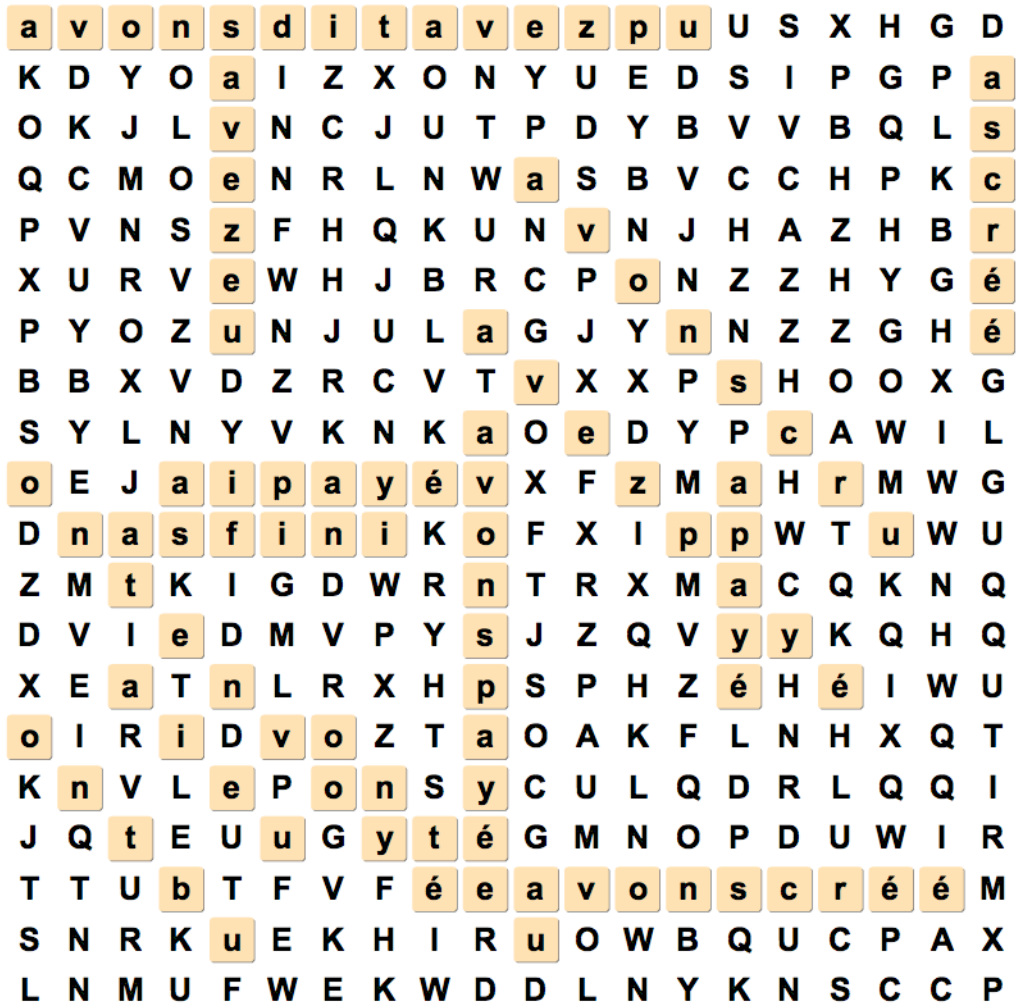 a v o n s d i t a v e z p u U S X H G D
K D Y O a I Z X O N Y U E D S I P G P a
O K J L v N C J U T P D Y B V V B Q L s
Q C M O e N R L N W a S B V C C H P K c
P V N S z F H Q K U N v N J H A Z H B r
X U R V e W H J B R C P o N Z Z H Y G é
P Y O Z u N J U L a G J Y n N Z Z G H é
B B X V D Z R C V T v X X P s H O O X G
S Y L N Y V K N K a O e D Y P c A W I L
o E J a i p a y é v X F z M a H r M W G
D n a s f i n i K o F X I p p W T u W U
Z M t K I G D W R n T R X M a C Q K N Q
D V I e D M V P Y s J Z Q V y y K Q H Q
X E a T n L R X H p S P H Z é H é I W U
o I R i D v o Z T a O A K F L N H X Q T
K n V L e P o n S y C U L Q D R L Q Q I
J Q t E U u G y t é G M N O P D U W I R
T T U b T F V F é e a v o n s c r é é M
S N R K u E K H I R u O W B Q U C P A X
L N M U F W E K W D D L N Y K N S C C P